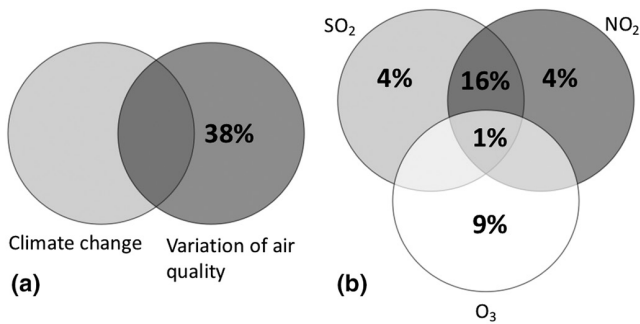 38%
Climate change
Variation of air
quality
(a)
SO₂
NO₂
4%
16%
4%
1%
9%
(b)
O₃